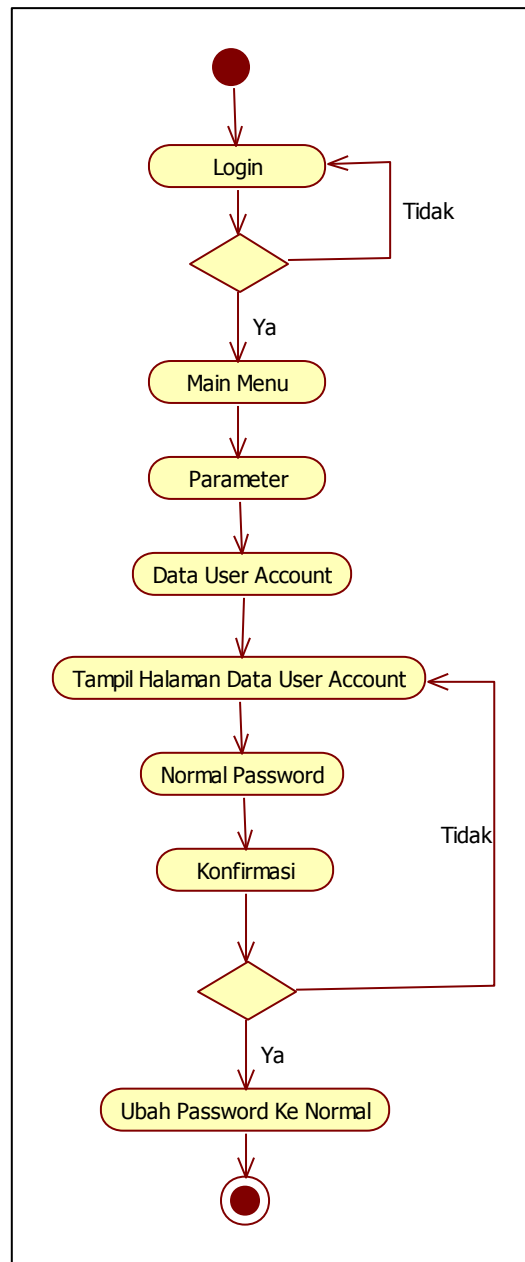 Login
Tidak
Ya
Main Menu
Parameter
Data User Account
Tampil Halaman Data User Account
Normal Password
Tidak
Konfirmasi
Ya
Ubah Password Ke Normal